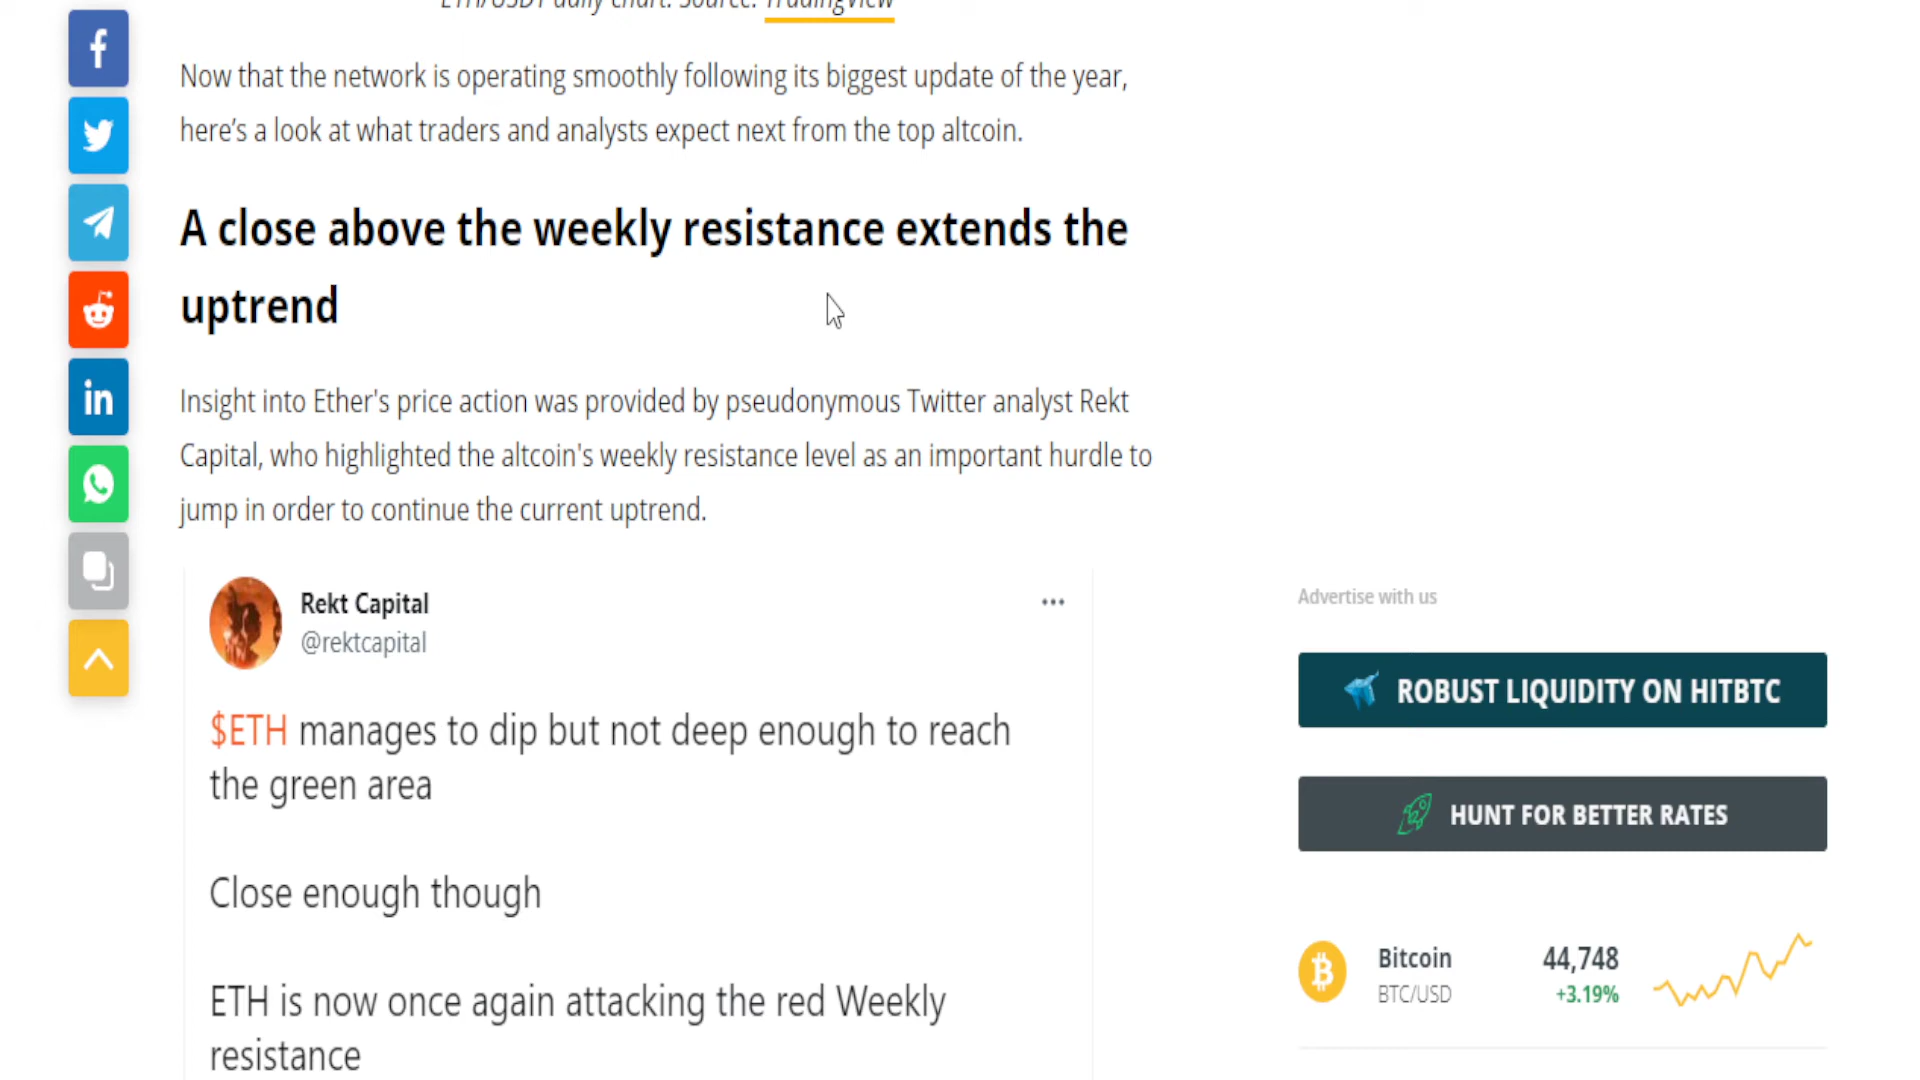 ETH/USDT daily chart. Source: TradingView
Now that the network is operating smoothly following its biggest update of the year,
here’s a look at what traders and analysts expect next from the top altcoin.
A close above the weekly resistance extends the
uptrend
Insight into Ether's price action was provided by pseudonymous Twitter analyst Rekt
Capital, who highlighted the altcoin's weekly resistance level as an important hurdle to
jump in order to continue the current uptrend.
Rekt Capital
@rektcapital
$ETH manages to dip but not deep enough to reach
the green area
Close enough though
ETH is now once again attacking the red Weekly
resistance
Advertise with us
ROBUST LIQUIDITY ON HITBTC
HUNT FOR BETTER RATES
Bitcoin 44,748
BTC/USD +3.19%